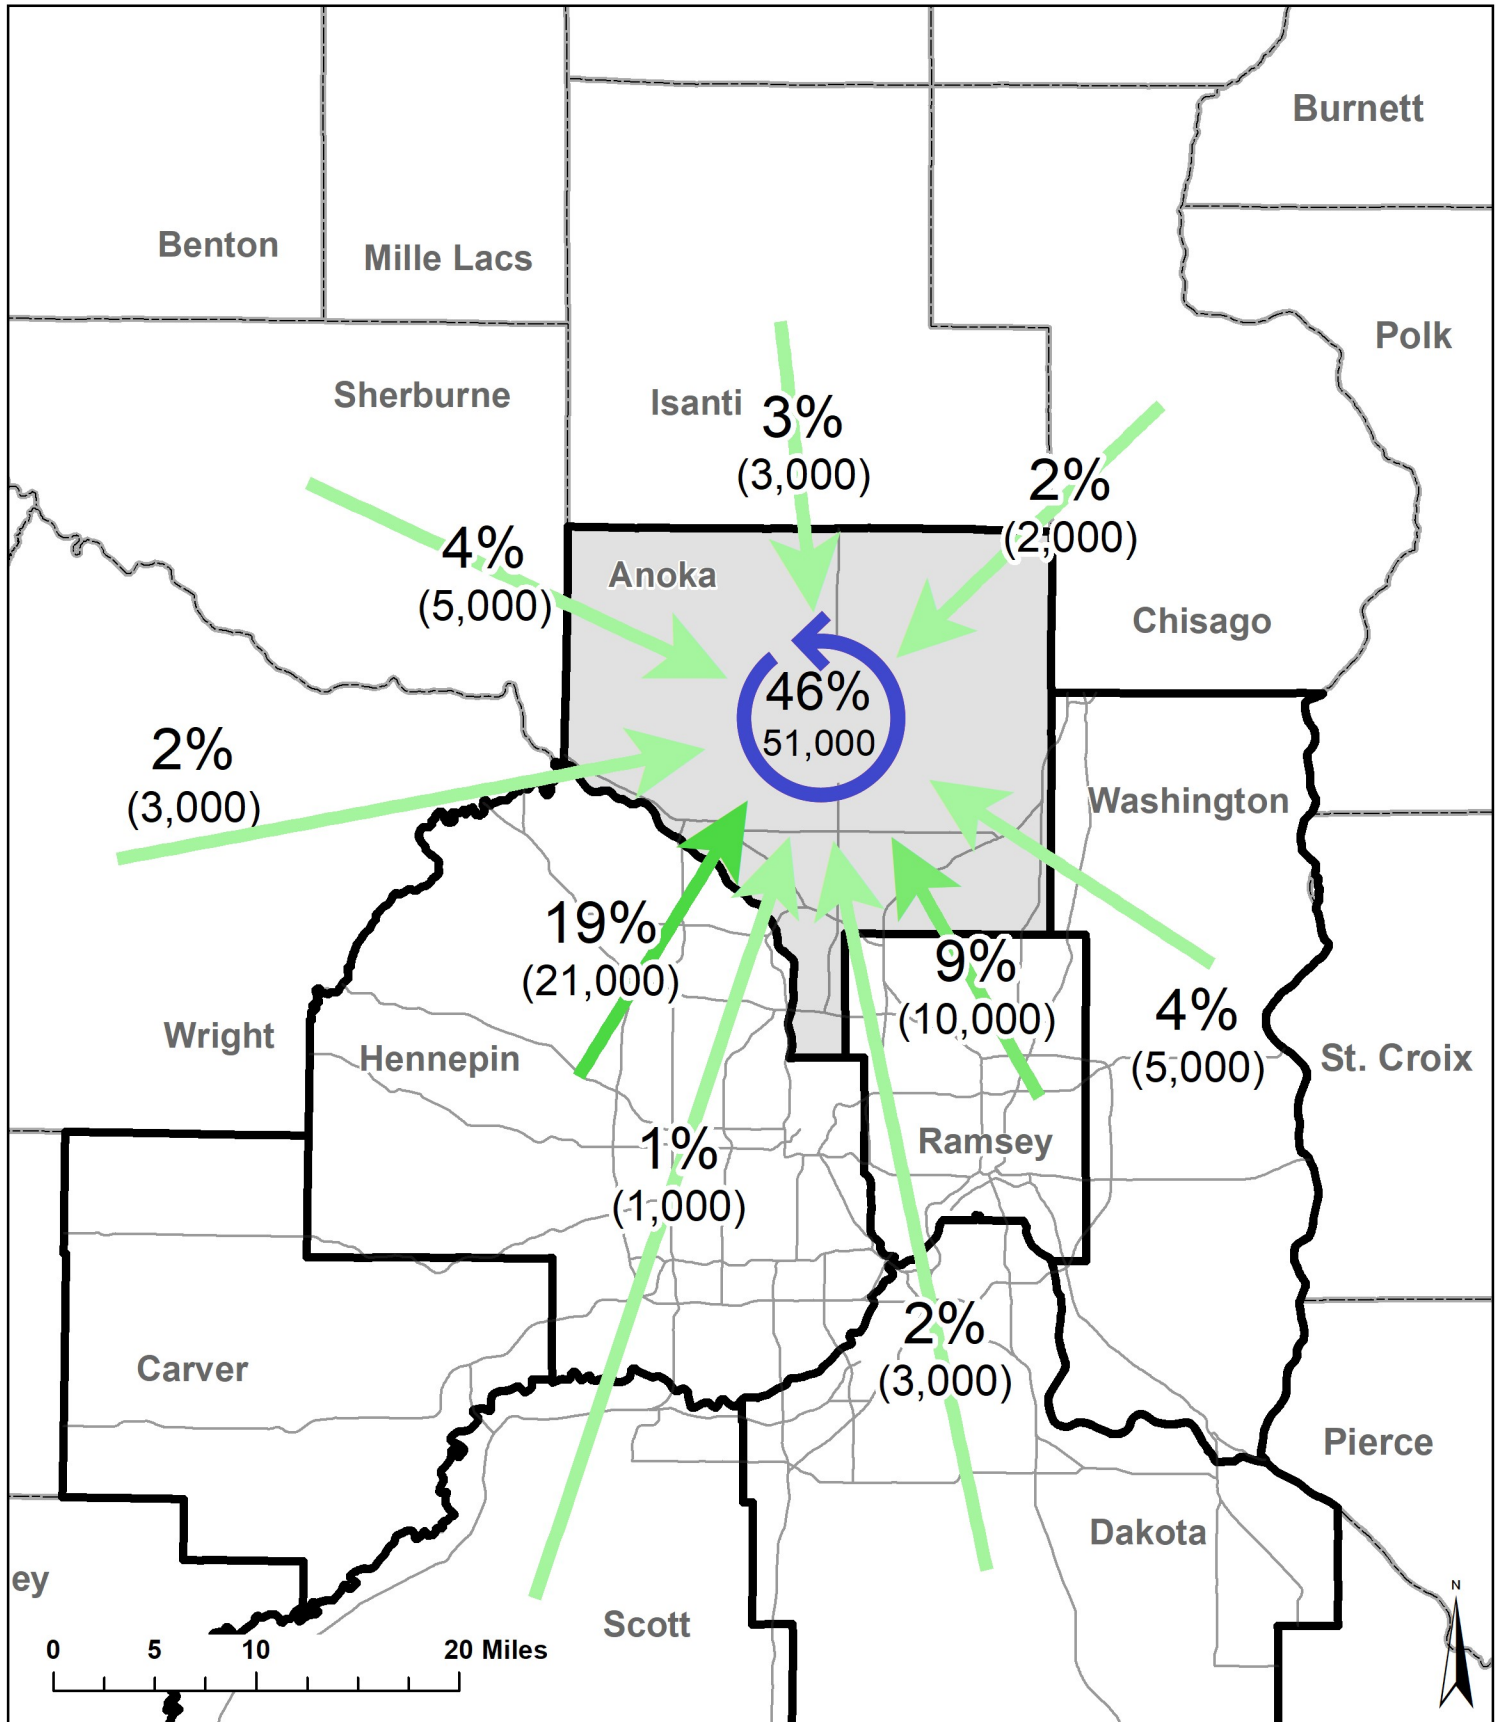 Burnett
Benton
Mille Lacs
Polk
Sherburne
Isanti
3%
(3,000)
2%
(2,000)
4%
(5,000)
Anoka
Chisago
46%
51,000
2%
(3,000)
Washington
19%
(21,000)
9%
(10,000)
4%
(5,000)
Wright
Hennepin
St. Croix
Ramsey
1%
(1,000)
2%
(3,000)
Carver
Pierce
Dakota
ey
Scott
N
0 5 10 20 Miles